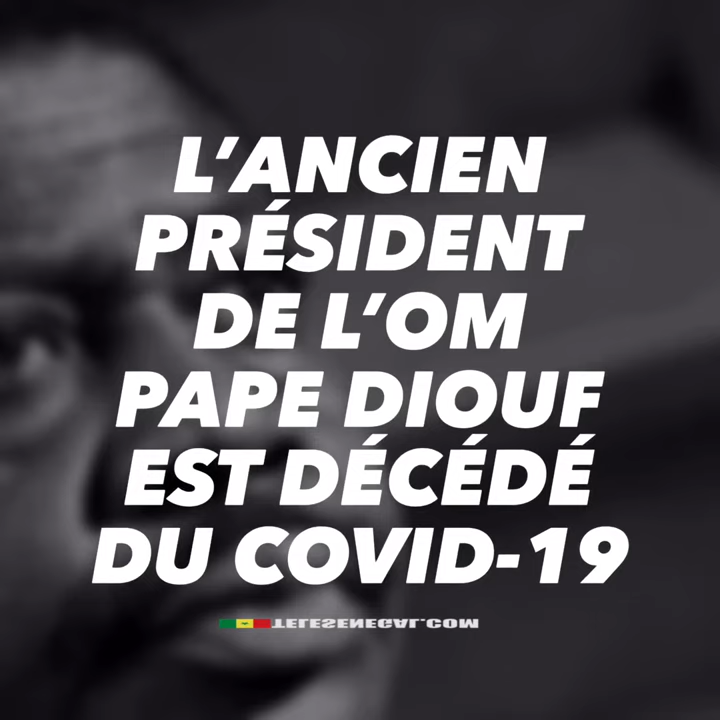 L’ANCIEN
PRÉSIDENT
DE L’OM
PAPE DIOUF
EST DÉCÉDÉ
DU COVID-19
TELESENEGAL.COM